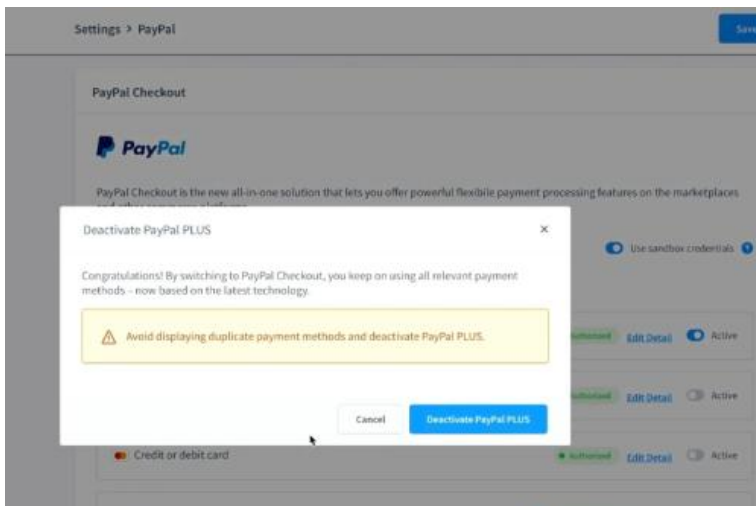 Settings > PayPal
Save
PayPal Checkout
PayPal
PayPal Checkout is the new all-in-one solution that lets you offer powerful flexibile payment processing features on the marketplaces
Deactivate PayPal PLUS
Use sandbox credentials
Congratulations! By switching to PayPal Checkout, you keep on using all relevant payment
methods – now based on the latest technology.
Avoid displaying duplicate payment methods and deactivate PayPal PLUS.
Authorized Edit Detail Active
Authorized Edit Detail Active
Cancel Deactivate PayPal PLUS
Credit or debit card Authorized Edit Detail Active